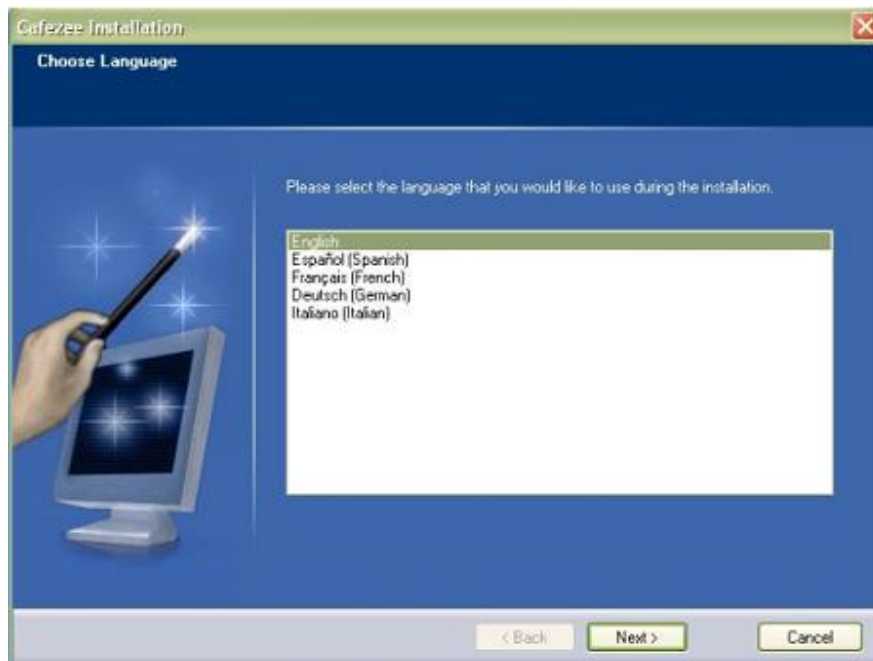 Cafezee Installation
Choose Language
Please select the language that you would like to use during the installation.
English
Español (Spanish)
Français (French)
Deutsch (German)
Italiano (Italian)
< Back
Next >
Cancel